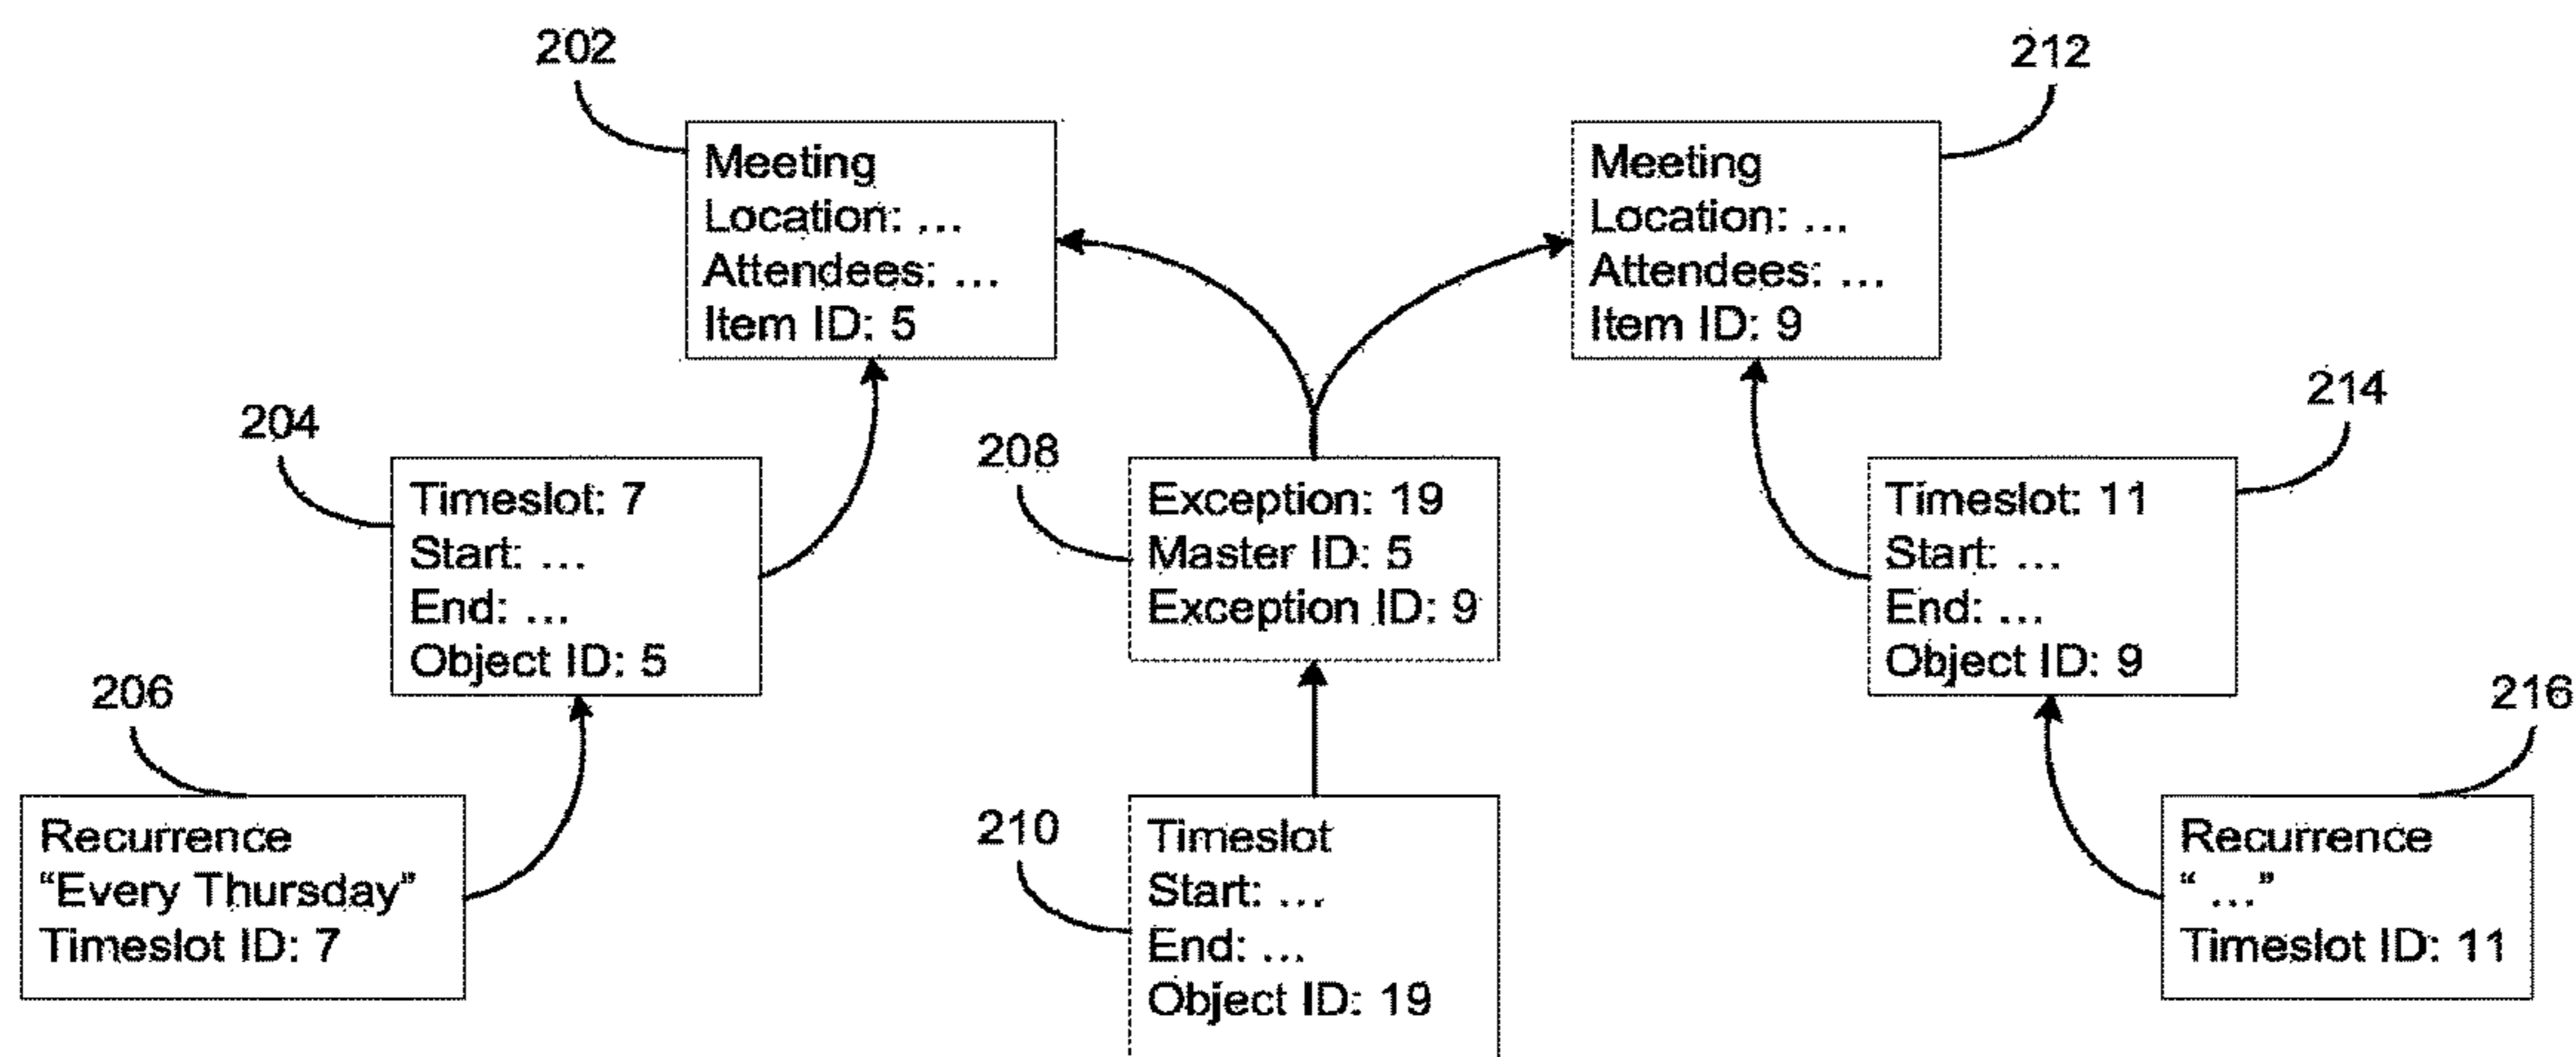 202
212
Meeting
Location: ...
Attendees: ...
Item ID: 5
Meeting
Location: ...
Attendees: ...
Item ID: 9
204
214
208
Timeslot: 7
Start: ...
End: ...
Object ID: 5
Exception: 19
Master ID: 5
Exception ID: 9
Timeslot: 11
Start: ...
End: ...
Object ID: 9
206
216
210
Recurrence
“Every Thursday”
Timeslot ID: 7
Timeslot
Start: ...
End: ...
Object ID: 19
Recurrence
“ ...”
Timeslot ID: 11